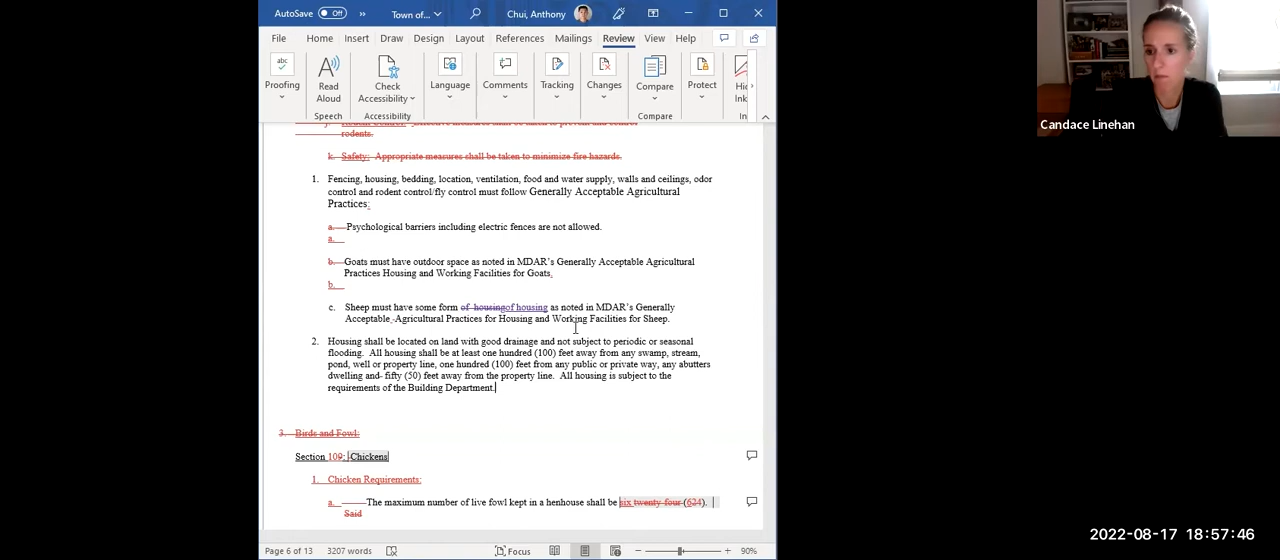 AutoSave Off Town of... Chui, Anthony
File Home Insert Draw Design Layout References Mailings Review View Help
Proofing Read Aloud Check Accessibility Language Comments Tracking Changes Compare Protect Hid Ink
Speech Accessibility Compare Ink
rodents.
k. Safety: Appropriate measures shall be taken to minimize fire hazards.
1. Fencing, housing, bedding, location, ventilation, food and water supply, walls and ceilings, odor
control and rodent control/fly control must follow Generally Acceptable Agricultural
Practices:
a. Psychological barriers including electric fences are not allowed.
a.
b. Goats must have outdoor space as noted in MDAR's Generally Acceptable Agricultural
Practices Housing and Working Facilities for Goats.
b.
c. Sheep must have some form of housingof housing as noted in MDAR's Generally
Acceptable Agricultural Practices for Housing and Working Facilities for Sheep.
2. Housing shall be located on land with good drainage and not subject to periodic or seasonal
flooding. All housing shall be at least one hundred (100) feet away from any swamp, stream,
pond, well or property line, one hundred (100) feet from any public or private way, any abutters
dwelling and fifty (50) feet away from the property line. All housing is subject to the
requirements of the Building Department.
3. Birds and Fowl:
Section 109: Chickens
1. Chicken Requirements:
a. The maximum number of live fowl kept in a henhouse shall be six twenty-four (624).
Said
Page 6 of 13 3207 words Focus 90%
Candace Linehan
2022-08-17 18:57:46